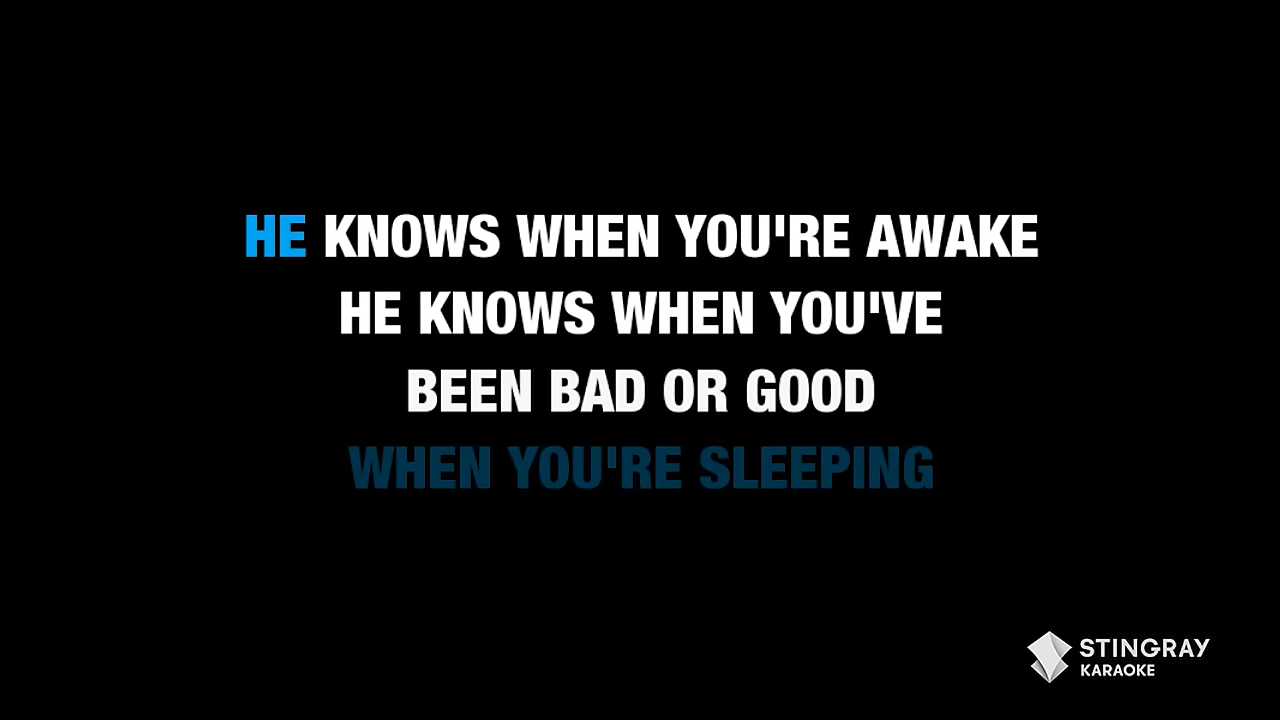 HE KNOWS WHEN YOU'RE AWAKE
HE KNOWS WHEN YOU'VE
BEEN BAD OR GOOD
WHEN YOU'RE SLEEPING
STINGRAY
KARAOKE